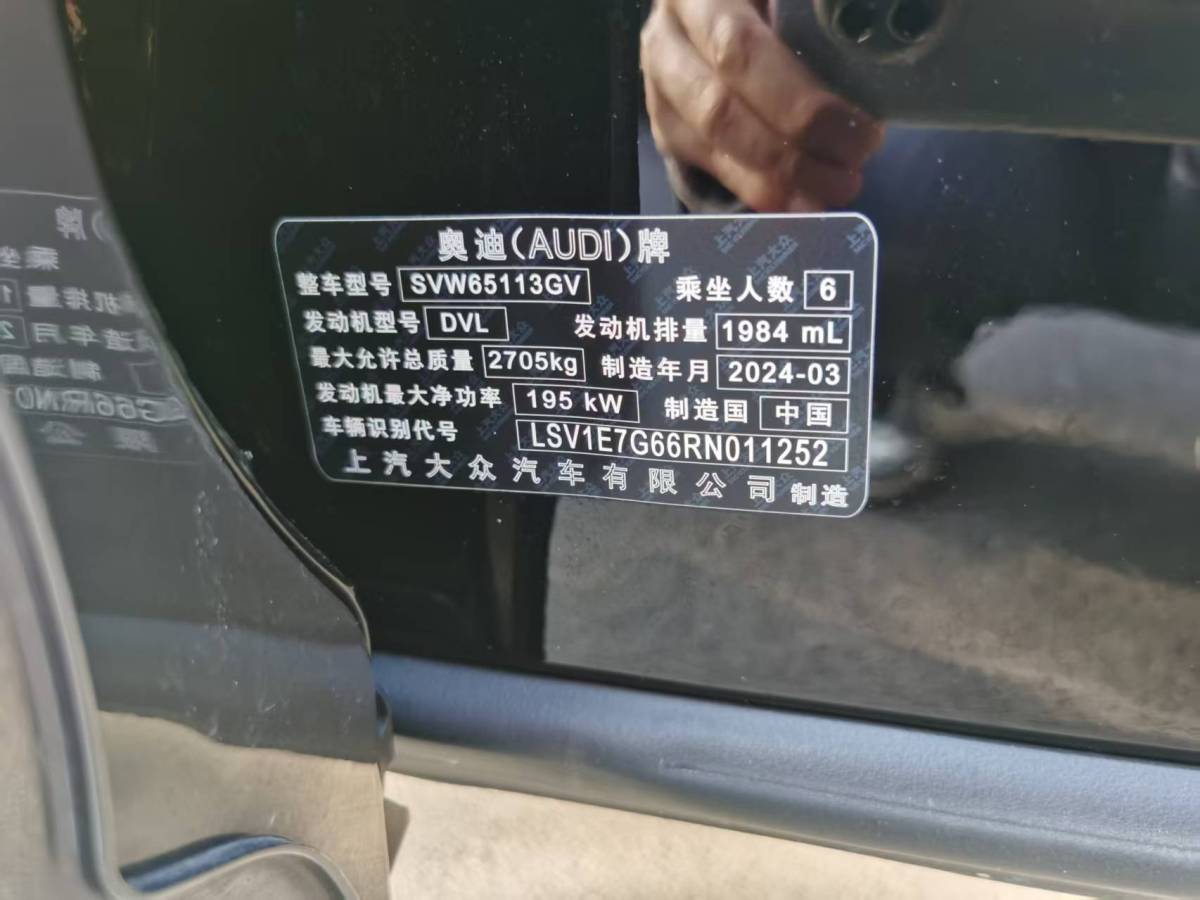 奥迪(AUDI)牌
整车型号 SVW65113GV 乘坐人数 6
发动机型号 DVL 发动机排量 1984 mL
最大允许总质量 2705kg 制造年月 2024-03
发动机最大净功率 195 kW 制造国 中国
车辆识别代号 LSV1E7G66RN011252
上汽大众汽车有限公司 制造